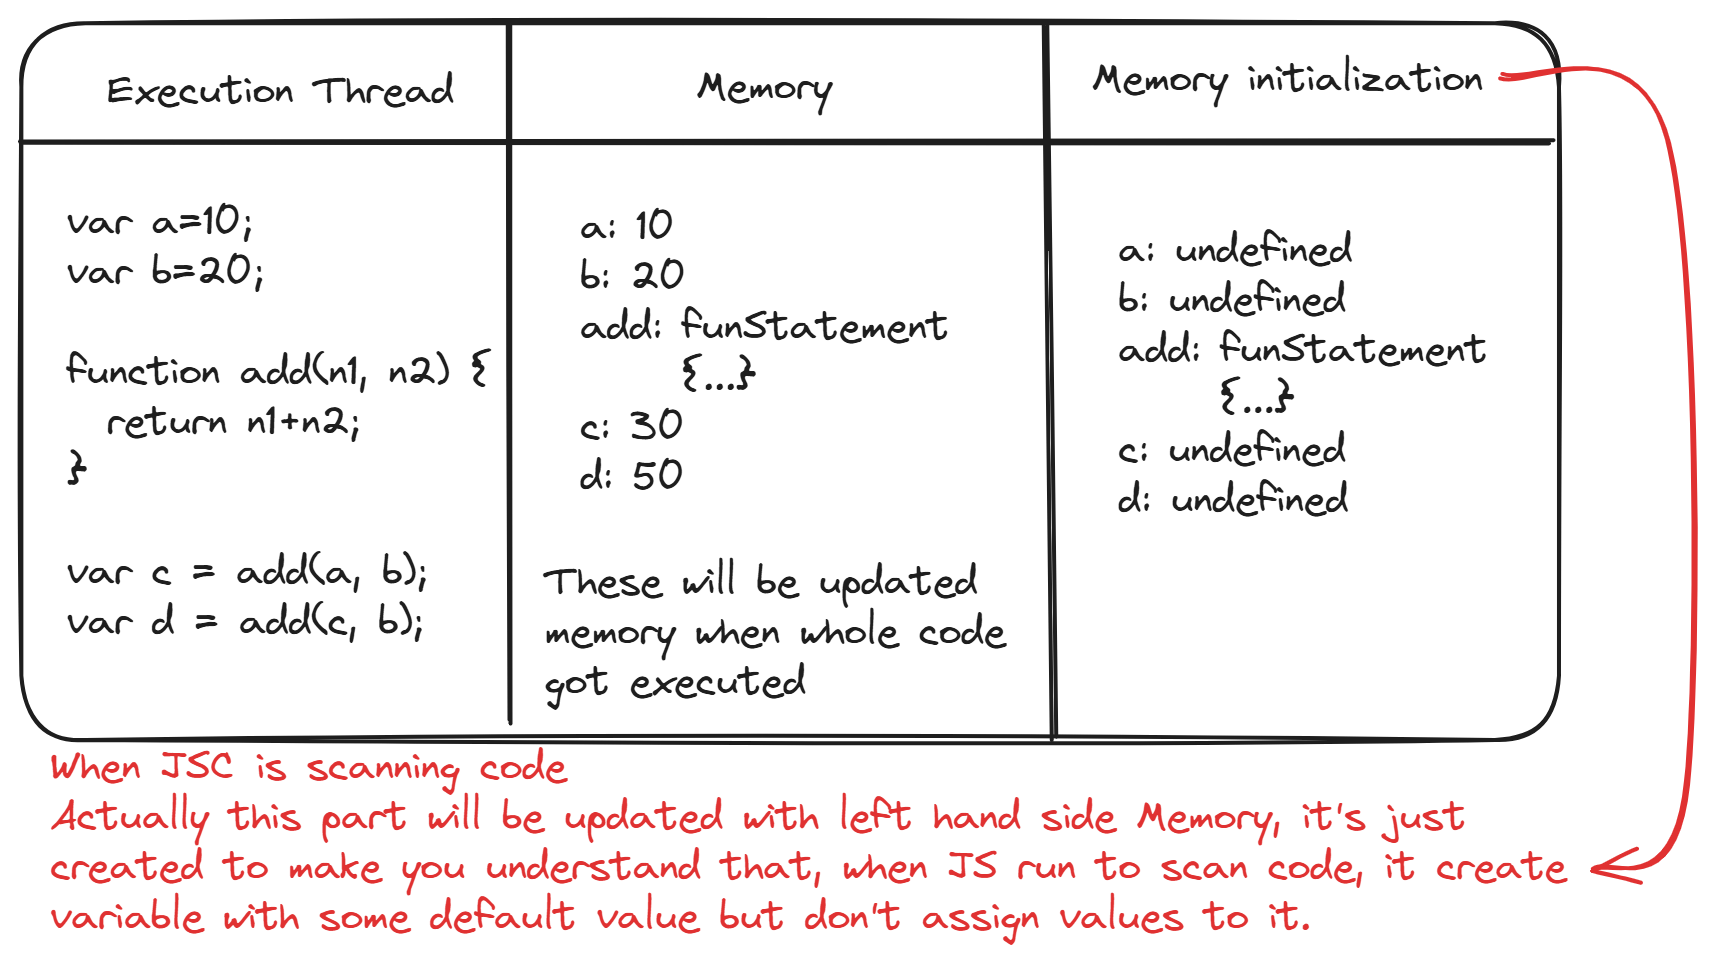 Execution Thread
Memory
Memory initialization
var a=10;
var b=20;
function add(n1, n2) {
return n1+n2;
}
var c = add(a, b);
var d = add(c, b);
a: 10
b: 20
add: funStatement
{...}
c: 30
d: 50
These will be updated
memory when whole code
got executed
a: undefined
b: undefined
add: funStatement
{...}
c: undefined
d: undefined
When JSC is scanning code
Actually this part will be updated with left hand side Memory, it's just
created to make you understand that, when JS run to scan code, it create
variable with some default value but don't assign values to it.